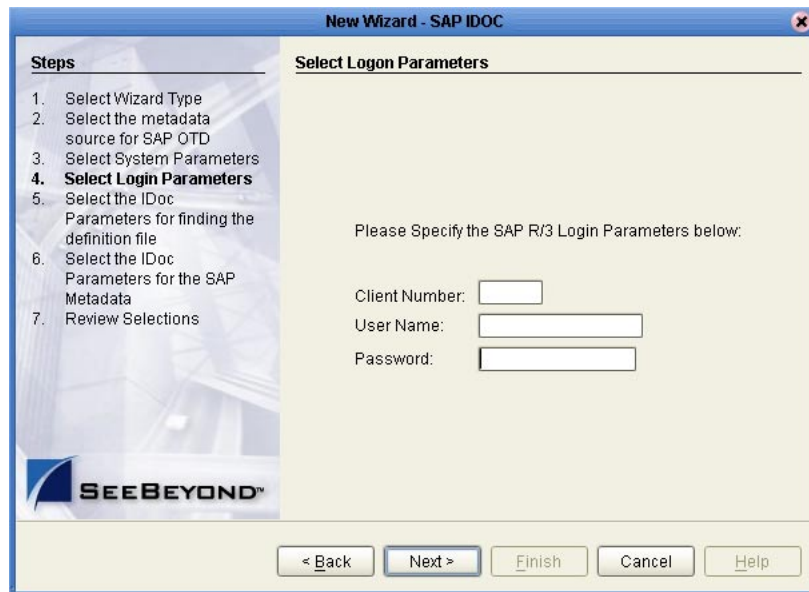 New Wizard - SAP IDOC
Steps
1. Select Wizard Type
2. Select the metadata
source for SAP OTD
3. Select System Parameters
4. Select Login Parameters
5. Select the IDoc
Parameters for finding the
definition file
6. Select the IDoc
Parameters for the SAP
Metadata
7. Review Selections
SEEBEYOND™
Select Logon Parameters
Please Specify the SAP R/3 Login Parameters below:
Client Number:
User Name:
Password:
< Back
Next >
Finish
Cancel
Help